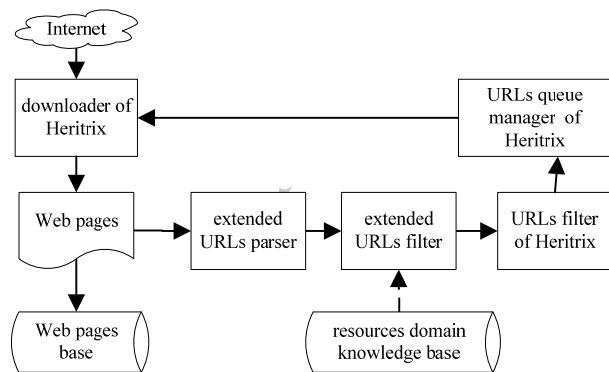 Internet
downloader of
Heritrix
URLs queue
manager of
Heritrix
Web pages
extended
URLs parser
extended
URLs filter
URLs filter
of Heritrix
Web pages
base
resources domain
knowledge base